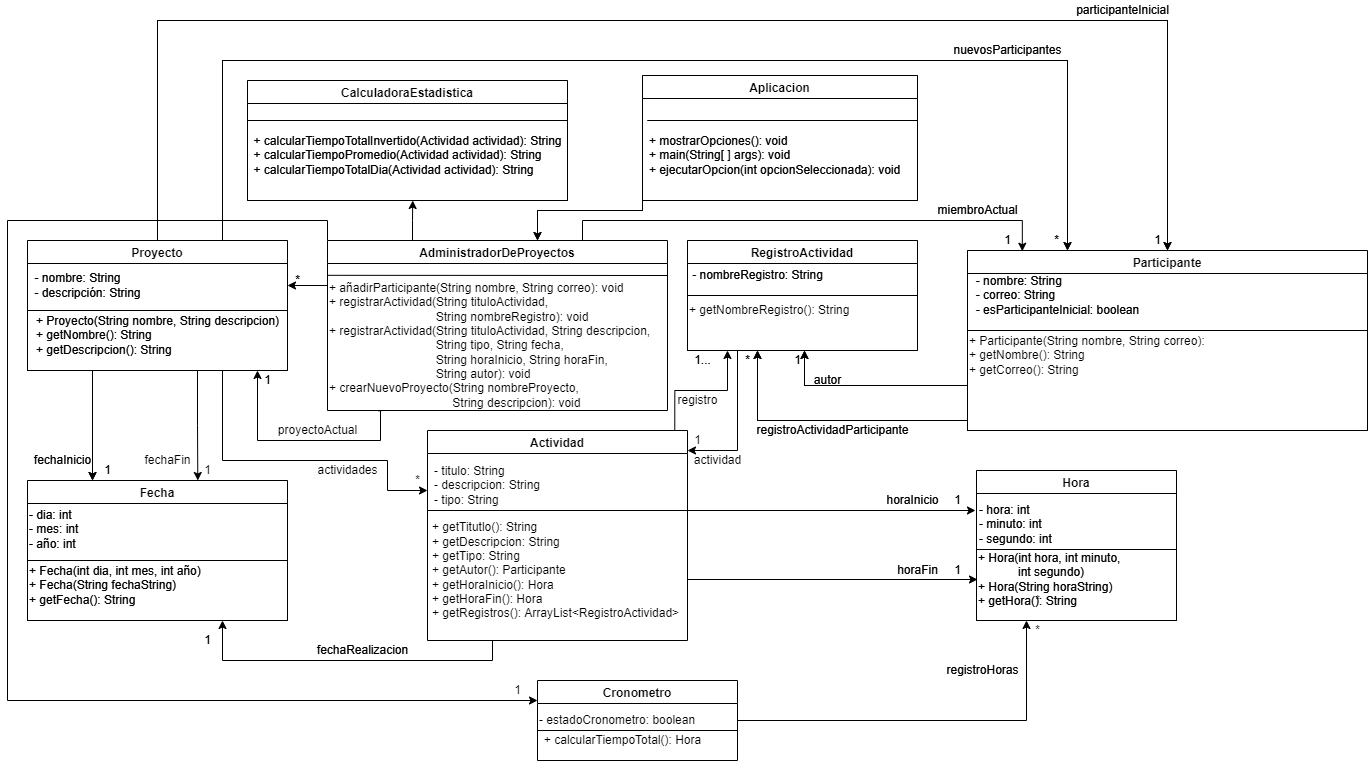 participanteInicial
nuevosParticipantes
CalculadoraEstadistica
+ calcularTiempoTotalInvertido(Actividad actividad): String
+ calcularTiempoPromedio(Actividad actividad): String
+ calcularTiempoTotalDia(Actividad actividad): String
Aplicacion
+ mostrarOpciones(): void
+ main(String[ ] args): void
+ ejecutarOpcion(int opcionSeleccionada): void
miembroActual
1
*
1
Proyecto
- nombre: String
- descripción: String
+ Proyecto(String nombre, String descripcion)
+ getNombre(): String
+ getDescripcion(): String
*
AdministradorDeProyectos
+ añadirParticipante(String nombre, String correo): void
+ registrarActividad(String tituloActividad,
String nombreRegistro): void
+ registrarActividad(String tituloActividad, String descripcion,
String tipo, String fecha,
String horaInicio, String horaFin,
String autor): void
+ crearNuevoProyecto(String nombreProyecto,
String descripcion): void
RegistroActividad
- nombreRegistro: String
+ getNombreRegistro(): String
Participante
- nombre: String
- correo: String
- esParticipanteInicial: boolean
+ Participante(String nombre, String correo):
+ getNombre(): String
+ getCorreo(): String
1...
*
1
autor
1
registro
registroActividadParticipante
proyectoActual
fechaInicio
1
fechaFin
1
actividades
*
1
actividad
Actividad
- titulo: String
- descripcion: String
- tipo: String
+ getTitutlo(): String
+ getDescripcion: String
+ getTipo: String
+ getAutor(): Participante
+ getHoraInicio(): Hora
+ getHoraFin(): Hora
+ getRegistros(): ArrayList<RegistroActividad>
Fecha
- dia: int
- mes: int
- año: int
+ Fecha(int dia, int mes, int año)
+ Fecha(String fechaString)
+ getFecha(): String
horaInicio
1
horaFin
1
Hora
- hora: int
- minuto: int
- segundo: int
+ Hora(int hora, int minuto,
int segundo)
+ Hora(String horaString)
+ getHora(): String
1
fechaRealizacion
*
registroHoras
1
Cronometro
- estadoCronometro: boolean
+ calcularTiempoTotal(): Hora